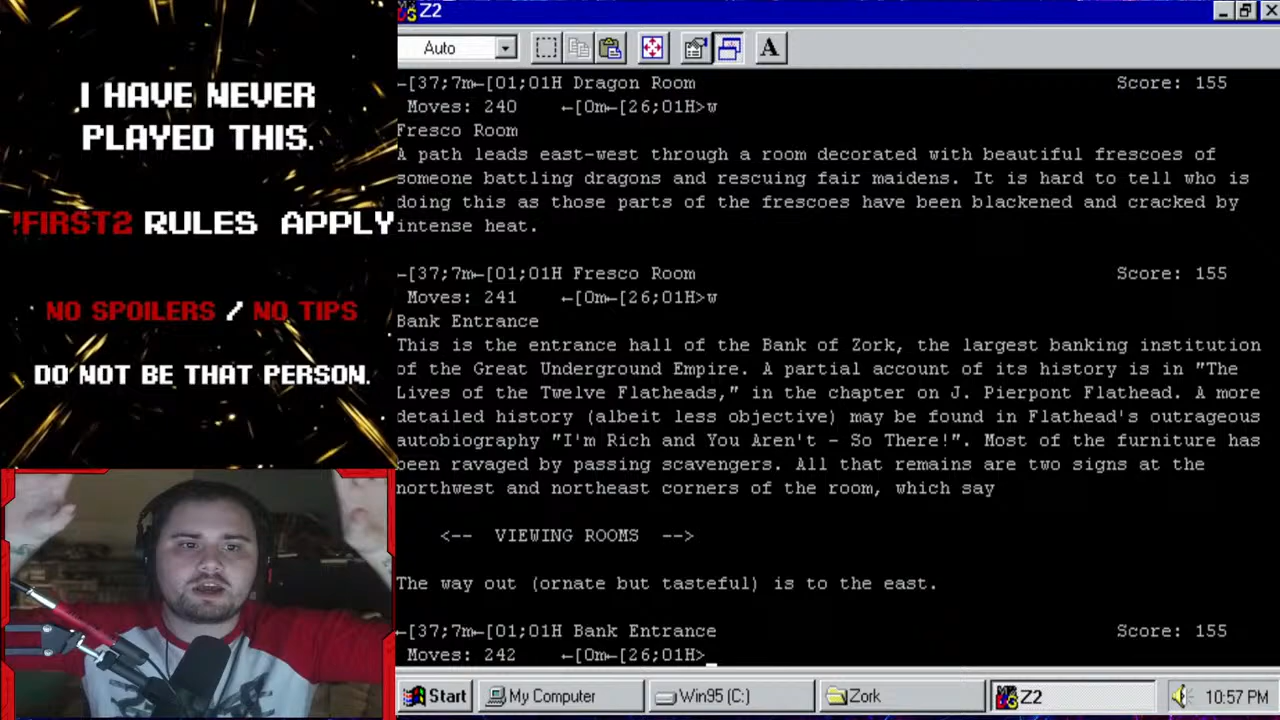 I HAVE NEVER
PLAYED THIS.
!FIRST2 RULES APPLY
NO SPOILERS / NO TIPS
DO NOT BE THAT PERSON.
Z2
Auto
A
←[37;7m←[01;01H Dragon Room Score: 155
Moves: 240 ←[0m←[26;01H>w
Fresco Room
A path leads east-west through a room decorated with beautiful frescoes of
someone battling dragons and rescuing fair maidens. It is hard to tell who is
doing this as those parts of the frescoes have been blackened and cracked by
intense heat.
←[37;7m←[01;01H Fresco Room Score: 155
Moves: 241 ←[0m←[26;01H>w
Bank Entrance
This is the entrance hall of the Bank of Zork, the largest banking institution
of the Great Underground Empire. A partial account of its history is in "The
Lives of the Twelve Flatheads," in the chapter on J. Pierpont Flathead. A more
detailed history (albeit less objective) may be found in Flathead's outrageous
autobiography "I'm Rich and You Aren't - So There!". Most of the furniture has
been ravaged by passing scavengers. All that remains are two signs at the
northwest and northeast corners of the room, which say
<-- VIEWING ROOMS -->
The way out (ornate but tasteful) is to the east.
←[37;7m←[01;01H Bank Entrance Score: 155
Moves: 242 ←[0m←[26;01H>_
Start My Computer Win95 (C:) Zork Z2 10:57 PM